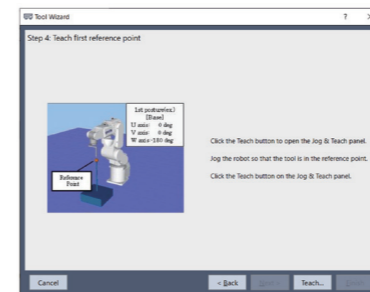 Tool Wizard
?
Step 4: Teach first reference point
1st posture(ex.)
[Base]
U axis: 0 deg
V axis: 0 deg
W axis:-180 deg
Reference
Point
Click the Teach button to open the Jog & Teach panel.
Jog the robot so that the tool is in the reference point.
Click the Teach button on the Jog & Teach panel.
Cancel
< Back
Teach...